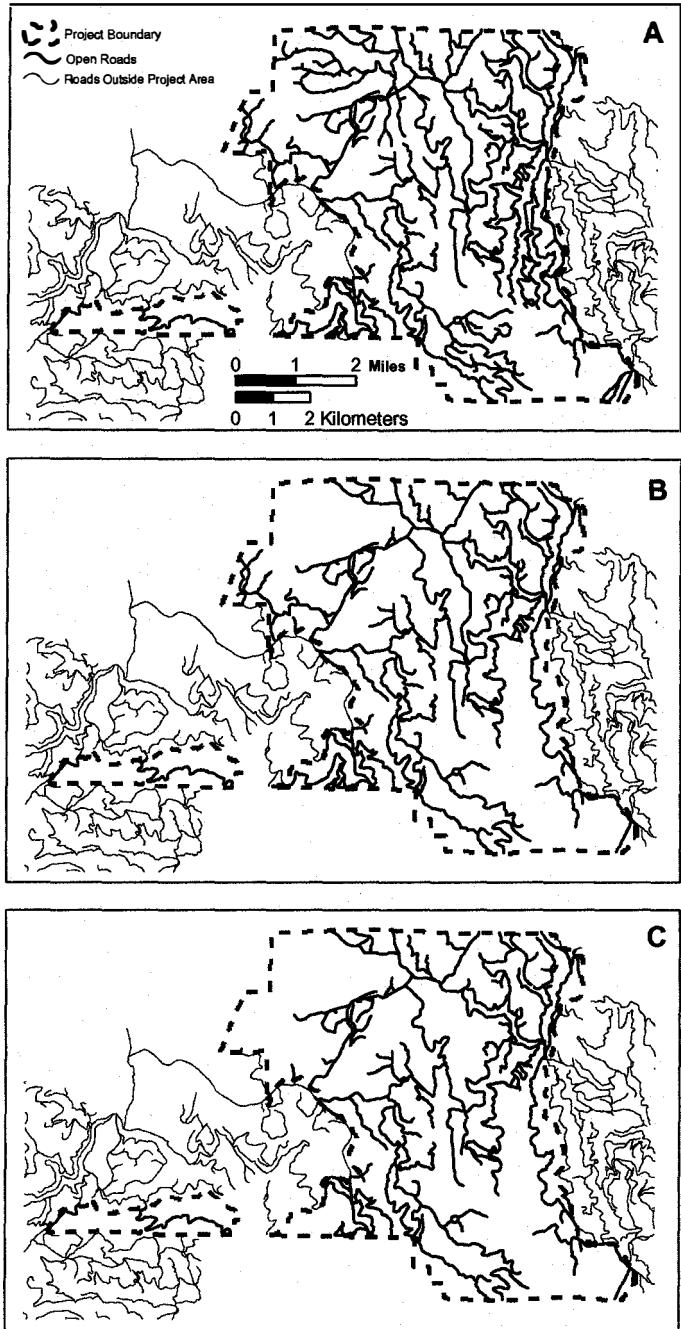 A
Project Boundary
Open Roads
Roads Outside Project Area
0 1 2 Miles
0 1 2 Kilometers
B
C